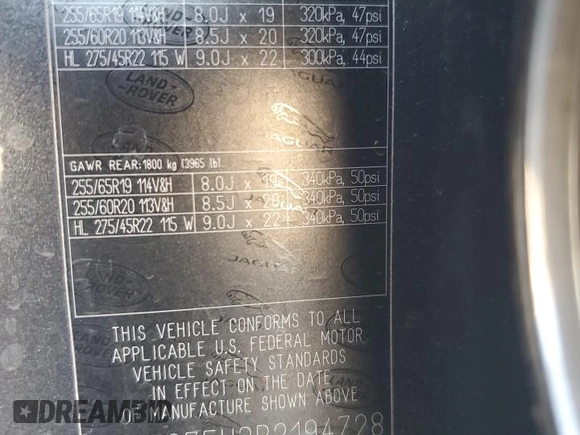 255/65R19 114V&H 8.0J x 19 320kPa, 47psi
255/60R20 113V&H 8.5J x 20 320kPa, 47psi
HL 275/45R22 115 W 9.0J x 22 300kPa, 44psi
LAND-
-ROVER
JAGUAR
GAWR REAR: 1800 kg (3965 lb)
255/65R19 114V&H 8.0J x 19 340kPa, 50psi
255/60R20 113V&H 8.5J x 20 340kPa, 50psi
HL 275/45R22 115 W 9.0J x 22 340kPa, 50psi
JAGUAR
THIS VEHICLE CONFORMS TO ALL
APPLICABLE U.S. FEDERAL MOTOR
VEHICLE SAFETY STANDARDS
IN EFFECT ON THE DATE
OF MANUFACTURE SHOWN ABOVE
2194728
EPICVIN.com